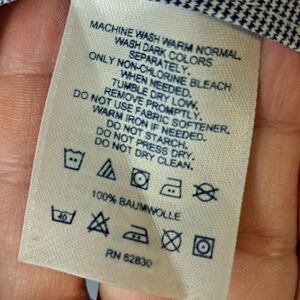 MACHINE WASH WARM NORMAL.
WASH DARK COLORS
SEPARATELY.
ONLY NON-CHLORINE BLEACH
WHEN NEEDED.
TUMBLE DRY LOW.
REMOVE PROMPTLY.
DO NOT USE FABRIC SOFTENER.
WARM IRON IF NEEDED.
DO NOT STARCH.
DO NOT PRESS DRY.
DO NOT DRY CLEAN.
100% BAUMWOLLE
40
RN 62830